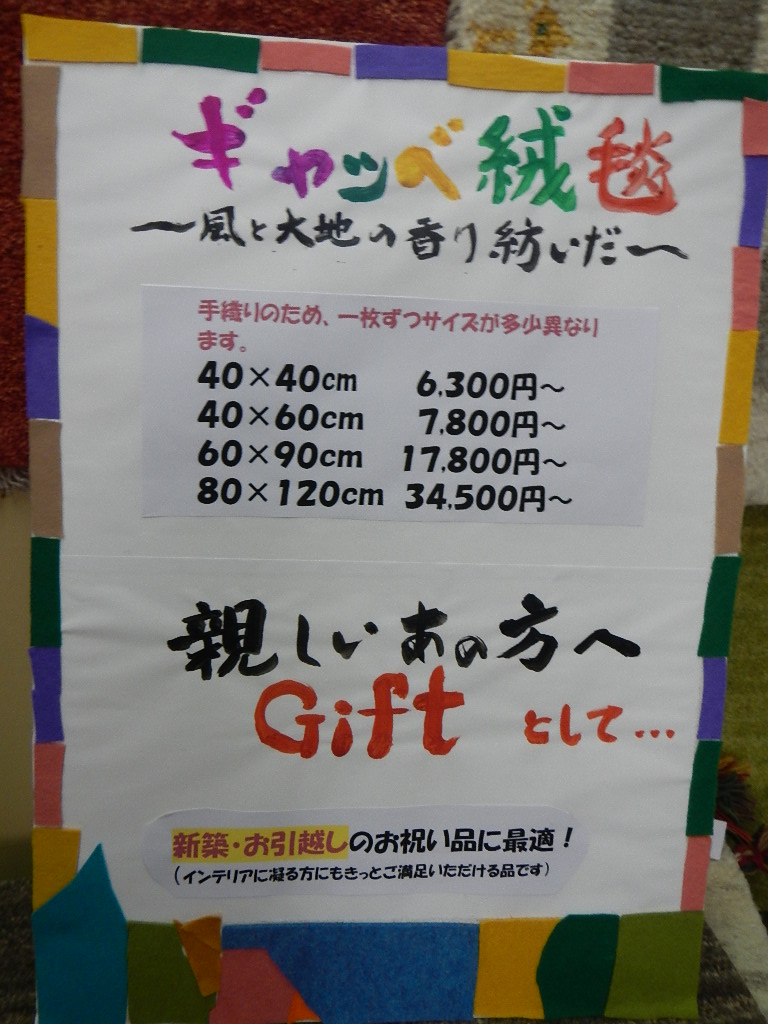 ギャッベ絨毯
〜風と大地の香り紡いだ〜
手織りのため、一枚ずつサイズが多少異なり
ます。
40×40cm 6,300円〜
40×60cm 7,800円〜
60×90cm 17,800円〜
80×120cm 34,500円〜
親しいあの方へ
Gift として…
新築・お引越しのお祝い品に最適！
（インテリアに凝る方にもきっとご満足いただける品です）